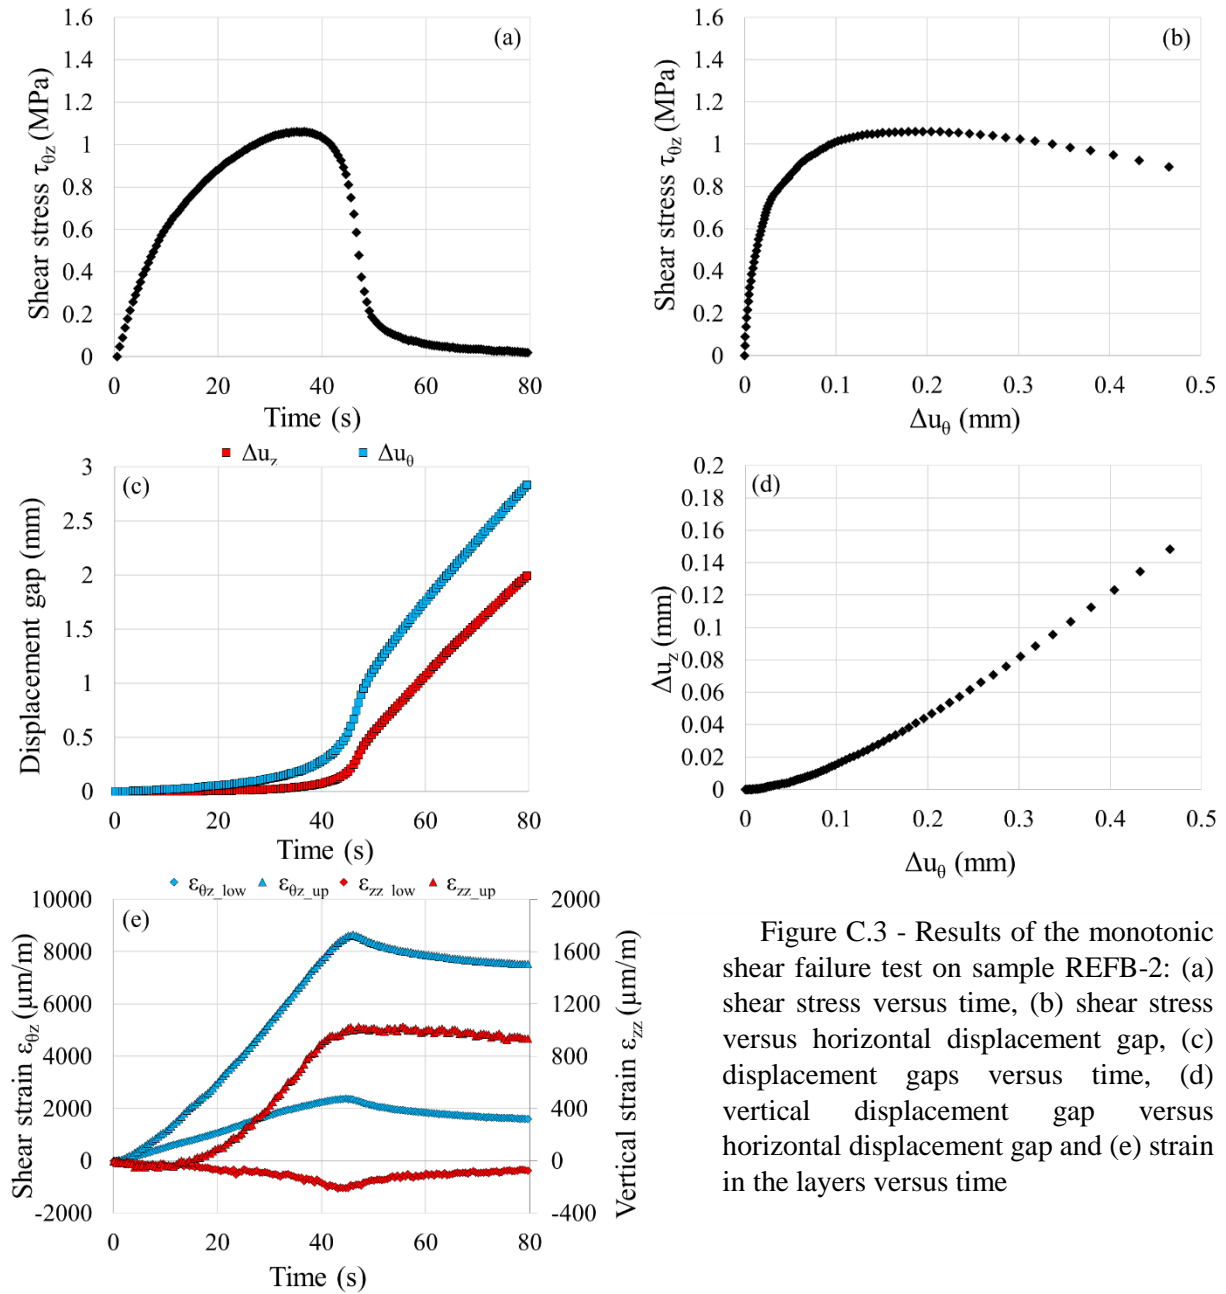 (a)
Shear stress τθz (MPa)
1.6
1.4
1.2
1
0.8
0.6
0.4
0.2
0
0 20 40 60 80
Time (s)
(b)
Shear stress τθz (MPa)
1.6
1.4
1.2
1
0.8
0.6
0.4
0.2
0
0 0.1 0.2 0.3 0.4 0.5
Δuθ (mm)
Δuz Δuθ
(c)
Displacement gap (mm)
3
2.5
2
1.5
1
0.5
0
0 20 40 60 80
Time (s)
(d)
Δuz (mm)
0.2
0.18
0.16
0.14
0.12
0.1
0.08
0.06
0.04
0.02
0
0 0.1 0.2 0.3 0.4 0.5
Δuθ (mm)
εθz_low εθz_up εzz_low εzz_up
(e)
Shear strain εθz (μm/m)
10000
8000
6000
4000
2000
0
-2000
2000
1600
1200
800
400
0
-400
Vertical strain εzz (μm/m)
0 20 40 60 80
Time (s)
Figure C.3 - Results of the monotonic
shear failure test on sample REFB-2: (a)
shear stress versus time, (b) shear stress
versus horizontal displacement gap, (c)
displacement gaps versus time, (d)
vertical displacement gap versus
horizontal displacement gap and (e) strain
in the layers versus time